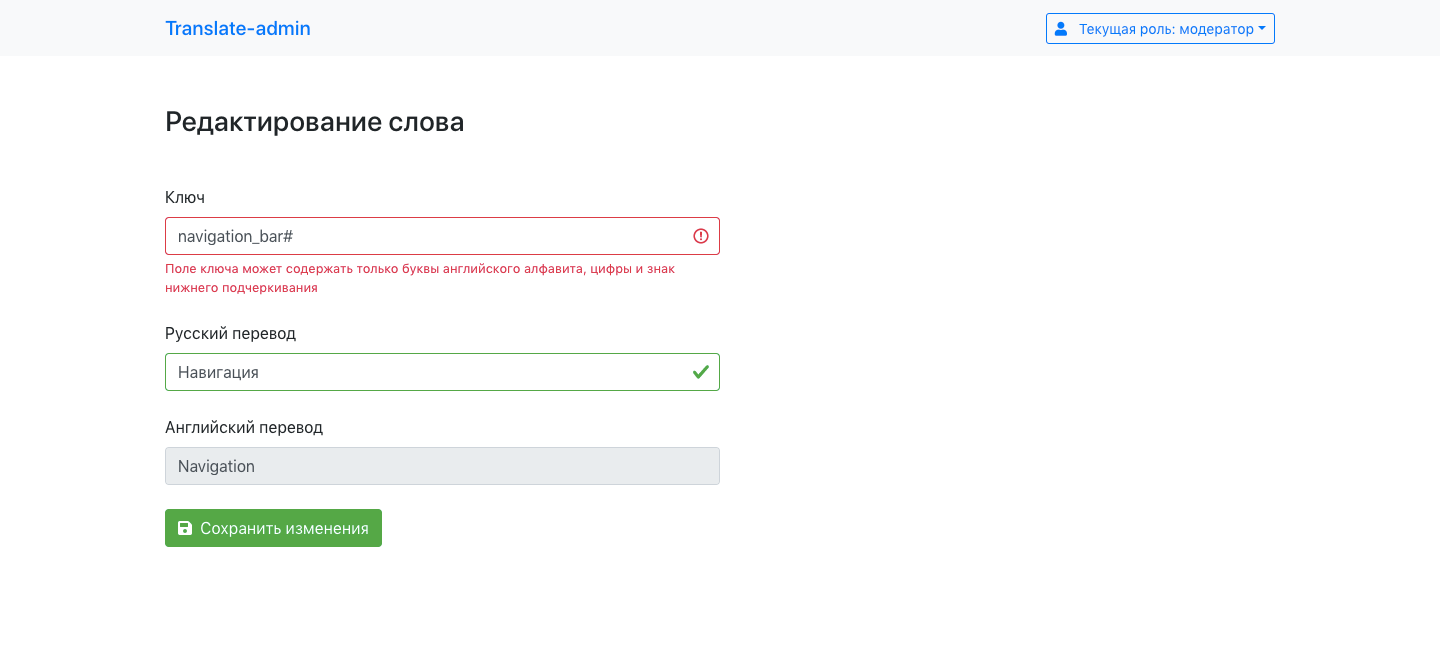 Translate-admin
Текущая роль: модератор
Редактирование слова
Ключ
navigation_bar#
Поле ключа может содержать только буквы английского алфавита, цифры и знак
нижнего подчеркивания
Русский перевод
Навигация
Английский перевод
Navigation
Сохранить изменения